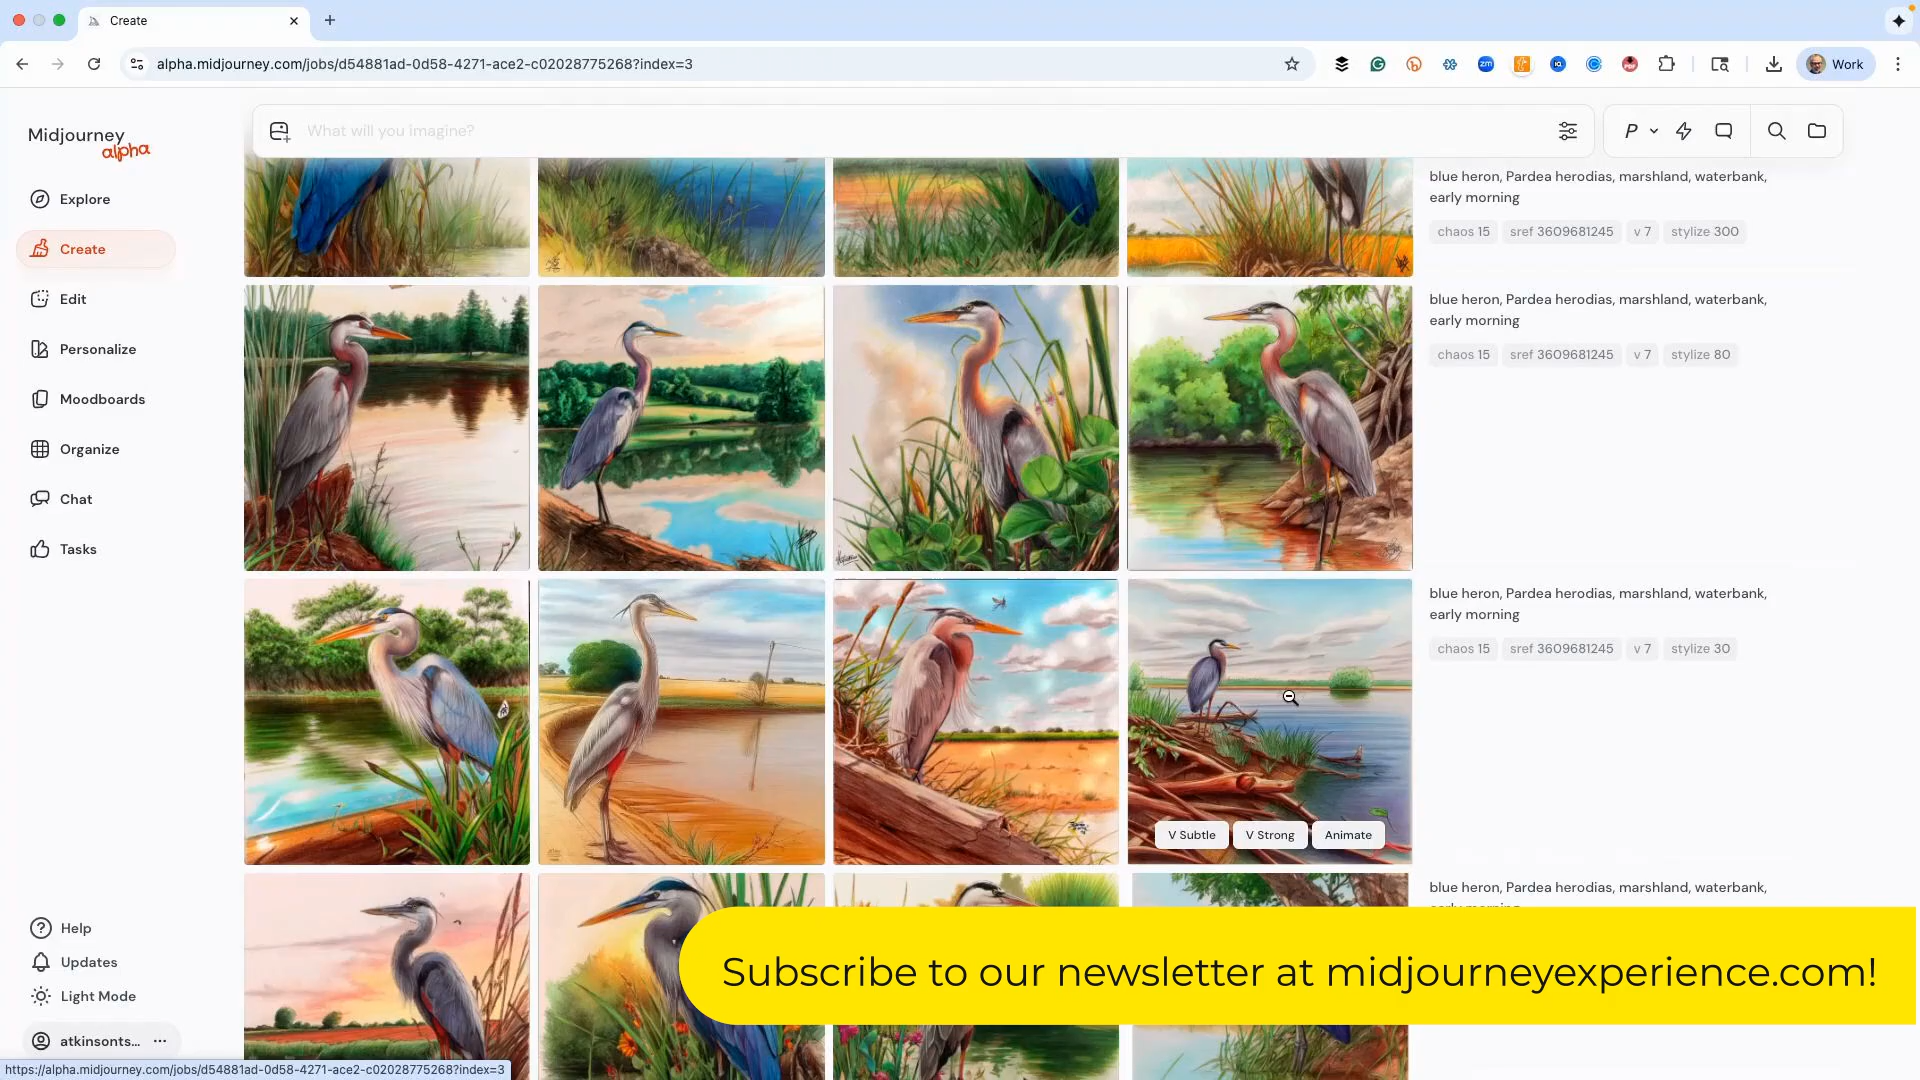 Create
alpha.midjourney.com/jobs/d54881ad-0d58-4271-ace2-c02028775268?index=3
Work
Midjourney
alpha
What will you imagine?
Explore
Create
Edit
Personalize
Moodboards
Organize
Chat
Tasks
blue heron, Pardea herodias, marshland, waterbank,
early morning
chaos 15 sref 3609681245 v 7 stylize 300
blue heron, Pardea herodias, marshland, waterbank,
early morning
chaos 15 sref 3609681245 v 7 stylize 80
blue heron, Pardea herodias, marshland, waterbank,
early morning
chaos 15 sref 3609681245 v 7 stylize 30
V Subtle V Strong Animate
blue heron, Pardea herodias, marshland, waterbank,
Subscribe to our newsletter at midjourneyexperience.com!
Help
Updates
Light Mode
atkinsonts...
https://alpha.midjourney.com/jobs/d54881ad-0d58-4271-ace2-c02028775268?index=3